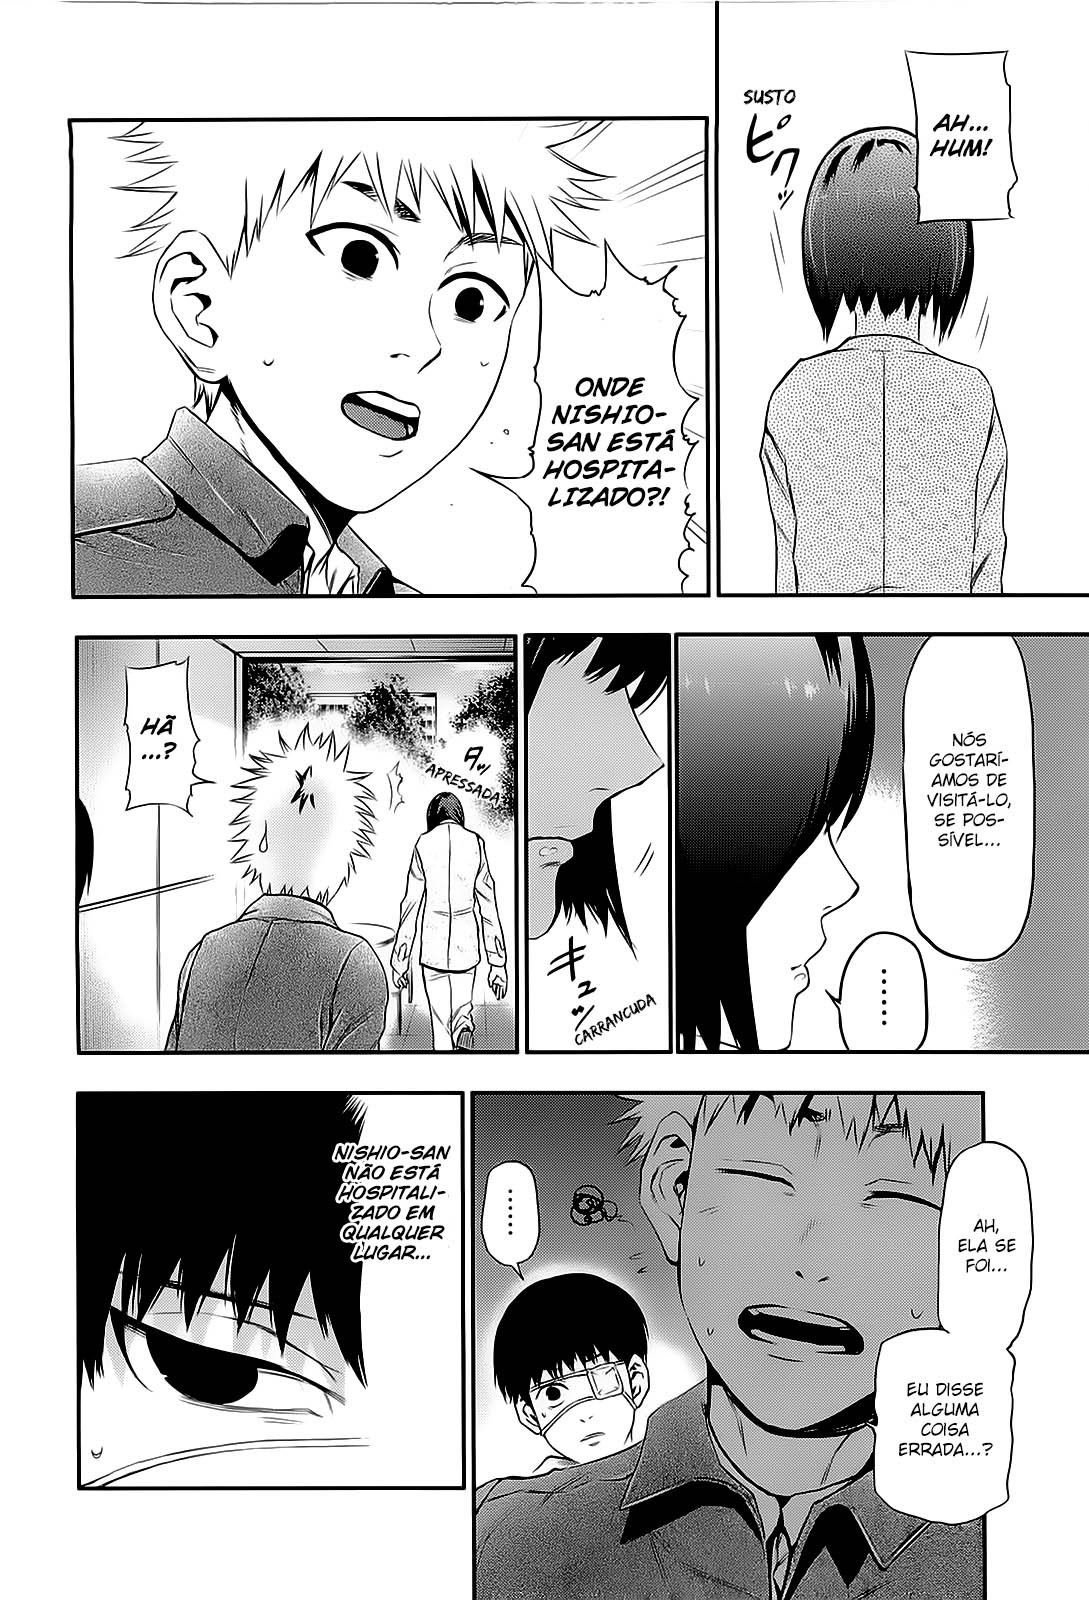 AH...
HUM!
SUSTO
ピクッ
ONDE
NISHIO-
SAN ESTÁ
HOSPITA-
LIZADO?!
NÓS
GOSTARÍ-
AMOS DE
VISITÁ-LO,
SE POS-
SÍVEL...
......
キュッ
CARRANCUDA
タッ
APRESSADA
HÃ
...?
AH,
ELA SE
FOI...
EU DISSE
ALGUMA
COISA
ERRADA...?
......
NISHIO-SAN
NÃO ESTÁ
HOSPITALI-
ZADO EM
QUALQUER
LUGAR...